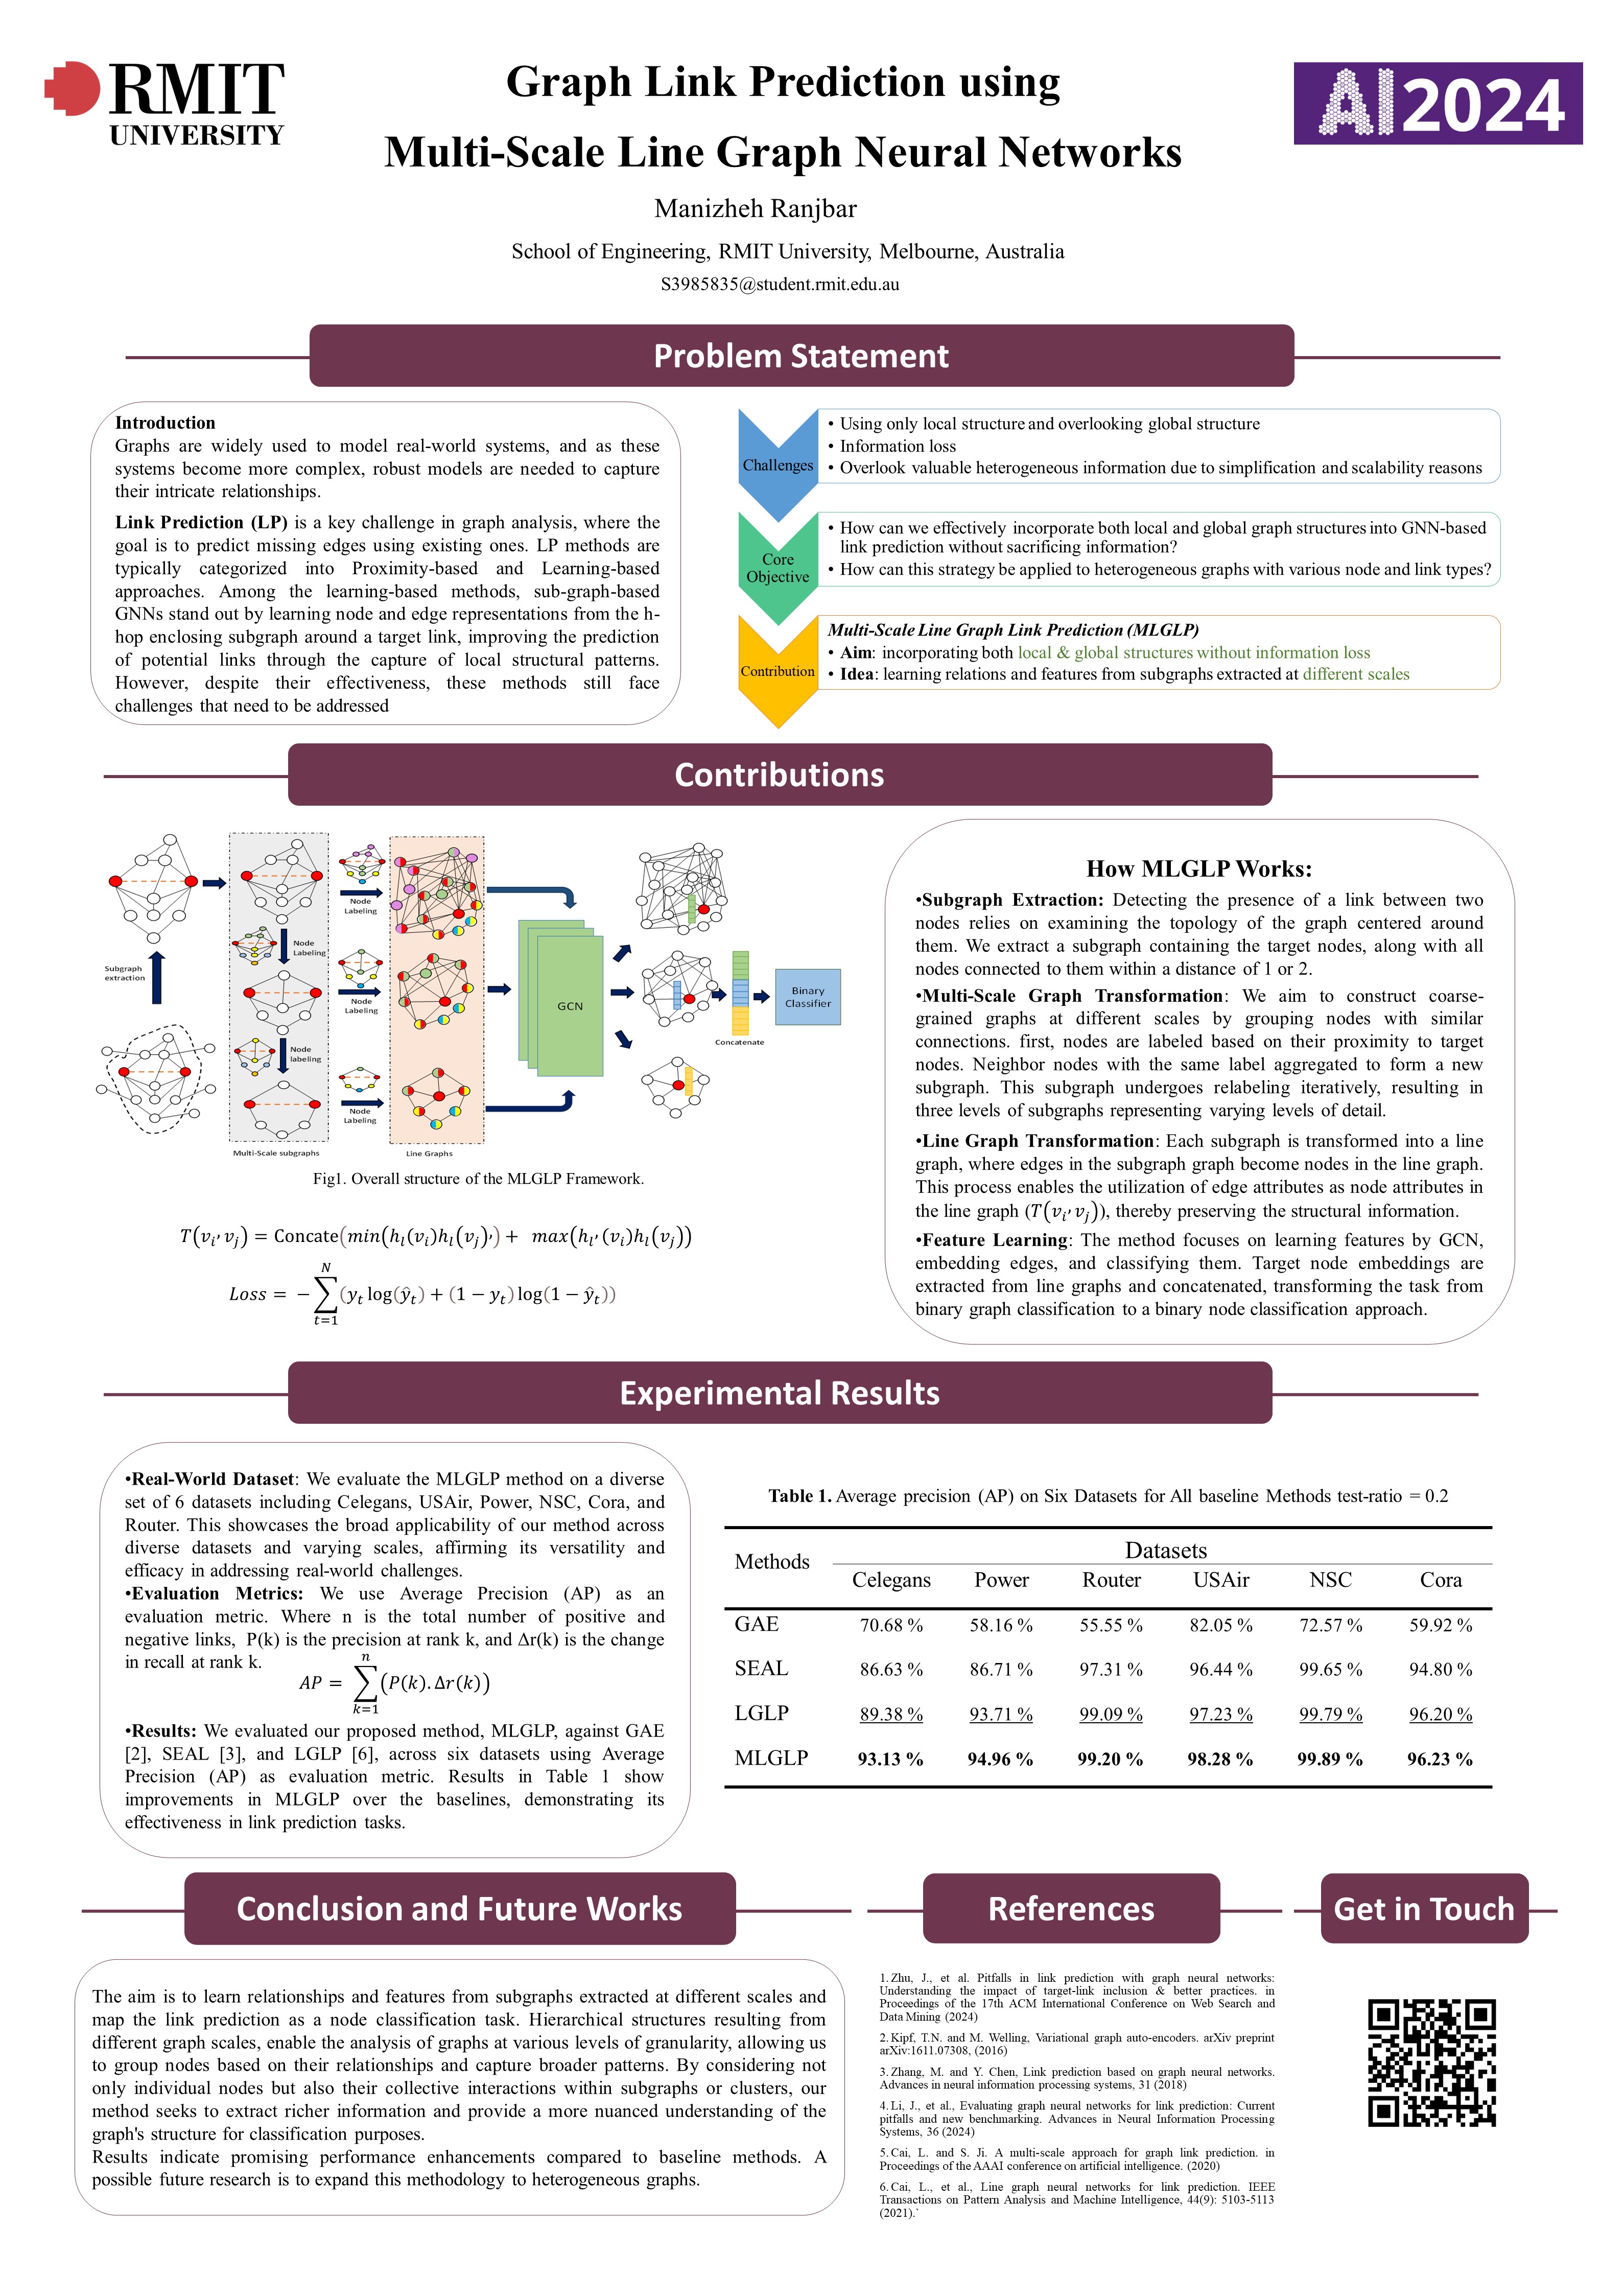 RMIT
UNIVERSITY
Graph Link Prediction using
Multi-Scale Line Graph Neural Networks
AI 2024
Manizheh Ranjbar
School of Engineering, RMIT University, Melbourne, Australia
S3985835@student.rmit.edu.au
Problem Statement
Introduction
Graphs are widely used to model real-world systems, and as these
systems become more complex, robust models are needed to capture
their intricate relationships.
Link Prediction (LP) is a key challenge in graph analysis, where the
goal is to predict missing edges using existing ones. LP methods are
typically categorized into Proximity-based and Learning-based
approaches. Among the learning-based methods, sub-graph-based
GNNs stand out by learning node and edge representations from the h-
hop enclosing subgraph around a target link, improving the prediction
of potential links through the capture of local structural patterns.
However, despite their effectiveness, these methods still face
challenges that need to be addressed
Challenges
• Using only local structure and overlooking global structure
• Information loss
• Overlook valuable heterogeneous information due to simplification and scalability reasons
Core
Objective
• How can we effectively incorporate both local and global graph structures into GNN-based
link prediction without sacrificing information?
• How can this strategy be applied to heterogeneous graphs with various node and link types?
Contribution
Multi-Scale Line Graph Link Prediction (MLGLP)
• Aim: incorporating both local & global structures without information loss
• Idea: learning relations and features from subgraphs extracted at different scales
Contributions
Subgraph
extraction
Node
Labeling
Node
labeling
Multi-Scale subgraphs
Node
Labeling
Node
Labeling
Node
Labeling
Line Graphs
GCN
Concatenate
Binary
Classifier
Fig1. Overall structure of the MLGLP Framework.
T(vi, vj) = Concate(min(hl(vi)hl(vj),) + max(hl,(vi)hl(vj))
Loss = − ∑ t=1 N (yt log(ŷt) + (1 − yt) log(1 − ŷt))
How MLGLP Works:
•Subgraph Extraction: Detecting the presence of a link between two
nodes relies on examining the topology of the graph centered around
them. We extract a subgraph containing the target nodes, along with all
nodes connected to them within a distance of 1 or 2.
•Multi-Scale Graph Transformation: We aim to construct coarse-
grained graphs at different scales by grouping nodes with similar
connections. first, nodes are labeled based on their proximity to target
nodes. Neighbor nodes with the same label aggregated to form a new
subgraph. This subgraph undergoes relabeling iteratively, resulting in
three levels of subgraphs representing varying levels of detail.
•Line Graph Transformation: Each subgraph is transformed into a line
graph, where edges in the subgraph graph become nodes in the line graph.
This process enables the utilization of edge attributes as node attributes in
the line graph (T(vi, vj)), thereby preserving the structural information.
•Feature Learning: The method focuses on learning features by GCN,
embedding edges, and classifying them. Target node embeddings are
extracted from line graphs and concatenated, transforming the task from
binary graph classification to a binary node classification approach.
Experimental Results
•Real-World Dataset: We evaluate the MLGLP method on a diverse
set of 6 datasets including Celegans, USAir, Power, NSC, Cora, and
Router. This showcases the broad applicability of our method across
diverse datasets and varying scales, affirming its versatility and
efficacy in addressing real-world challenges.
•Evaluation Metrics: We use Average Precision (AP) as an
evaluation metric. Where n is the total number of positive and
negative links, P(k) is the precision at rank k, and Δr(k) is the change
in recall at rank k.
AP = ∑ k=1 n (P(k). Δr(k))
•Results: We evaluated our proposed method, MLGLP, against GAE
[2], SEAL [3], and LGLP [6], across six datasets using Average
Precision (AP) as evaluation metric. Results in Table 1 show
improvements in MLGLP over the baselines, demonstrating its
effectiveness in link prediction tasks.
Table 1. Average precision (AP) on Six Datasets for All baseline Methods test-ratio = 0.2
Methods Datasets
Celegans Power Router USAir NSC Cora
GAE 70.68 % 58.16 % 55.55 % 82.05 % 72.57 % 59.92 %
SEAL 86.63 % 86.71 % 97.31 % 96.44 % 99.65 % 94.80 %
LGLP 89.38 % 93.71 % 99.09 % 97.23 % 99.79 % 96.20 %
MLGLP 93.13 % 94.96 % 99.20 % 98.28 % 99.89 % 96.23 %
Conclusion and Future Works
The aim is to learn relationships and features from subgraphs extracted at different scales and
map the link prediction as a node classification task. Hierarchical structures resulting from
different graph scales, enable the analysis of graphs at various levels of granularity, allowing us
to group nodes based on their relationships and capture broader patterns. By considering not
only individual nodes but also their collective interactions within subgraphs or clusters, our
method seeks to extract richer information and provide a more nuanced understanding of the
graph's structure for classification purposes.
Results indicate promising performance enhancements compared to baseline methods. A
possible future research is to expand this methodology to heterogeneous graphs.
References
1. Zhu, J., et al. Pitfalls in link prediction with graph neural networks:
Understanding the impact of target-link inclusion & better practices. in
Proceedings of the 17th ACM International Conference on Web Search and
Data Mining (2024)
2. Kipf, T.N. and M. Welling, Variational graph auto-encoders. arXiv preprint
arXiv:1611.07308, (2016)
3. Zhang, M. and Y. Chen, Link prediction based on graph neural networks.
Advances in neural information processing systems, 31 (2018)
4. Li, J., et al., Evaluating graph neural networks for link prediction: Current
pitfalls and new benchmarking. Advances in Neural Information Processing
Systems, 36 (2024)
5. Cai, L. and S. Ji. A multi-scale approach for graph link prediction. in
Proceedings of the AAAI conference on artificial intelligence. (2020)
6. Cai, L., et al., Line graph neural networks for link prediction. IEEE
Transactions on Pattern Analysis and Machine Intelligence, 44(9): 5103-5113
(2021).`
Get in Touch